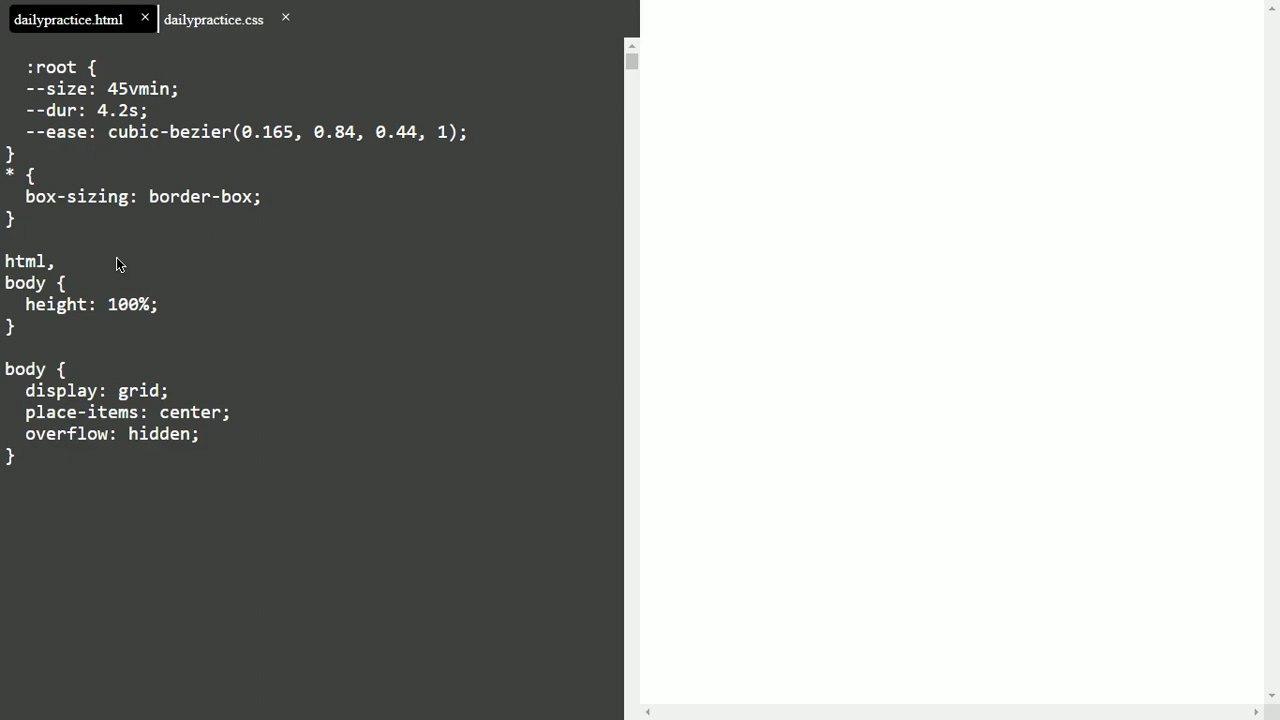 dailypractice.html × dailypractice.css ×
:root {
--size: 45vmin;
--dur: 4.2s;
--ease: cubic-bezier(0.165, 0.84, 0.44, 1);
}
* {
box-sizing: border-box;
}
html,
body {
height: 100%;
}
body {
display: grid;
place-items: center;
overflow: hidden;
}